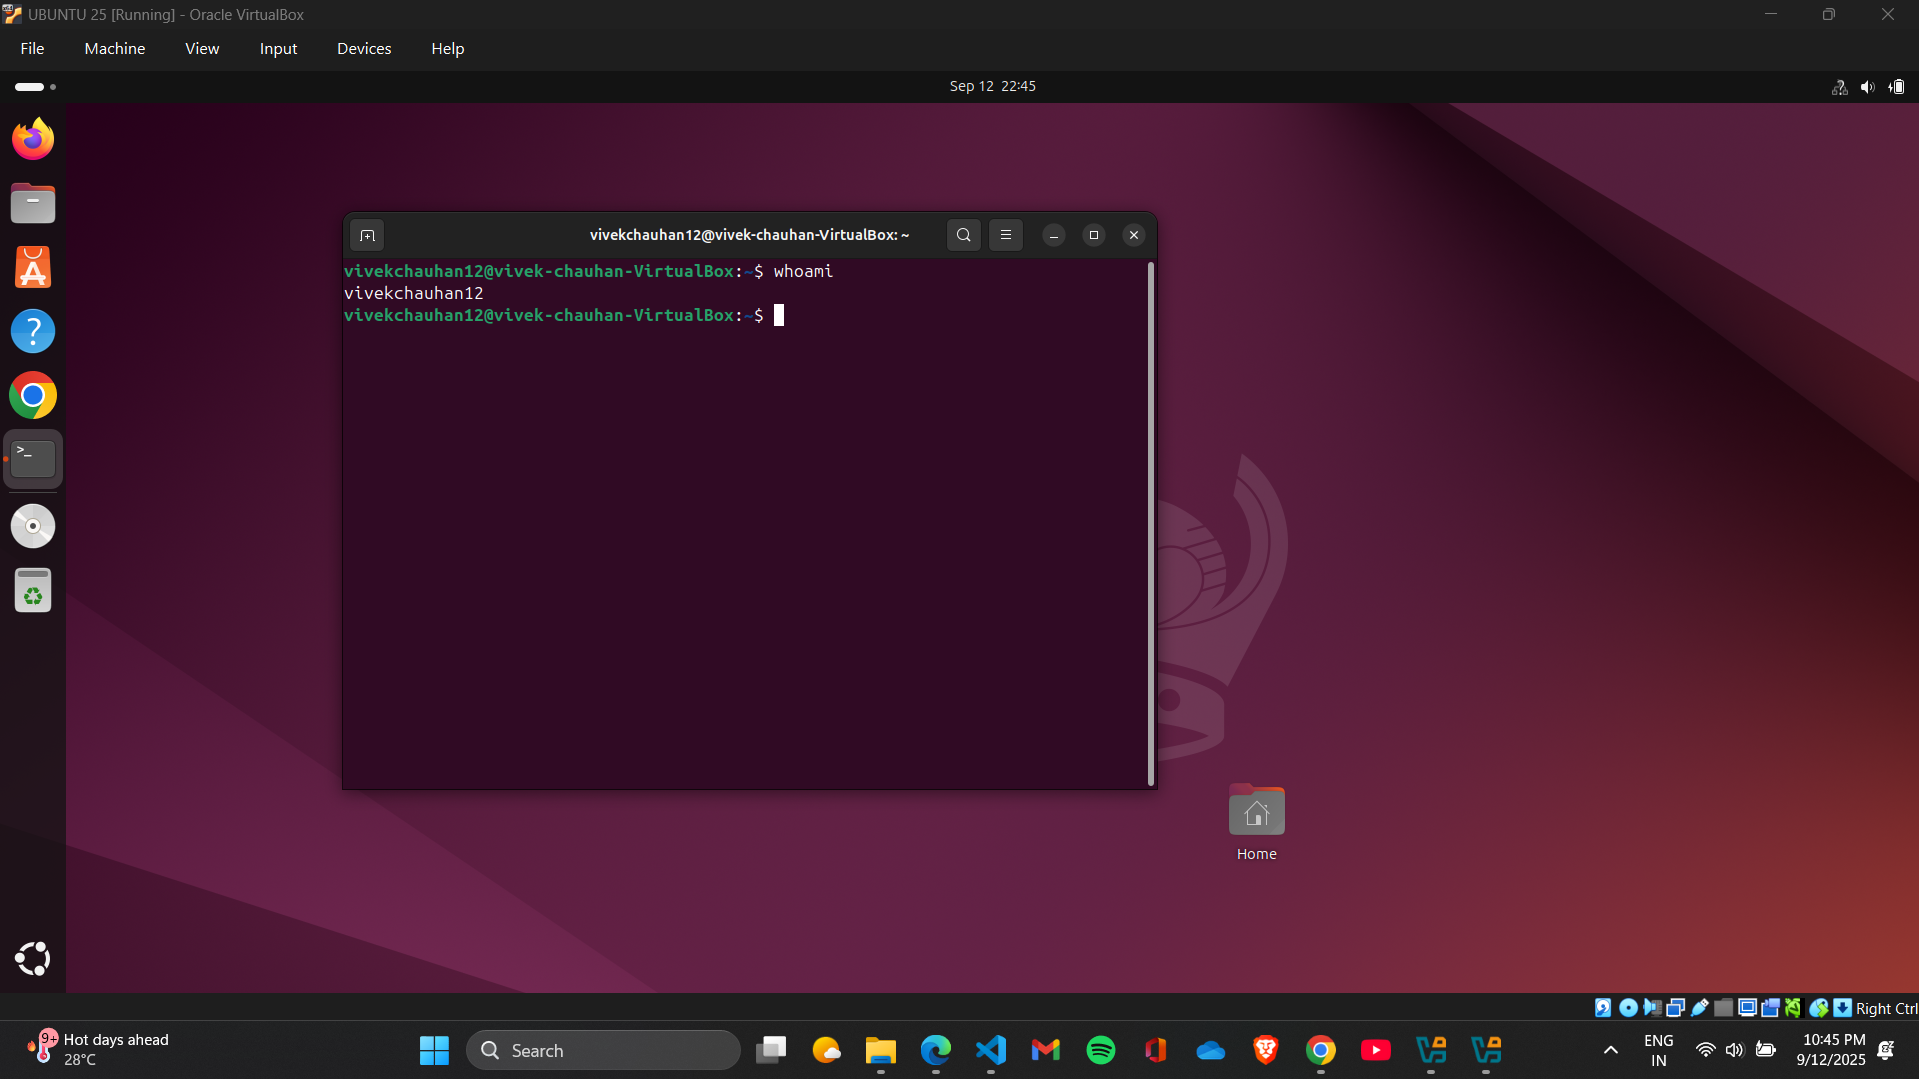 UBUNTU 25 [Running] - Oracle VirtualBox
File Machine View Input Devices Help
Sep 12 22:45
vivekchauhan12@vivek-chauhan-VirtualBox: ~
vivekchauhan12@vivek-chauhan-VirtualBox:~$ whoami
vivekchauhan12
vivekchauhan12@vivek-chauhan-VirtualBox:~$
Home
Right Ctrl
9+
Hot days ahead
28°C
Search
ENG
IN
10:45 PM
9/12/2025